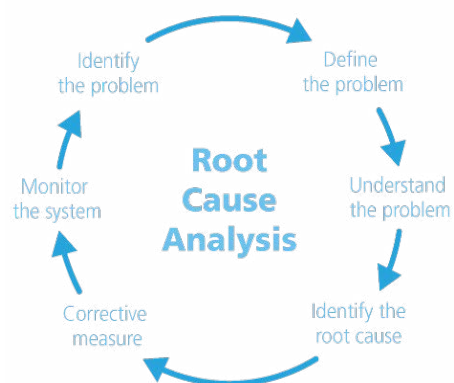 Identify
the problem
Define
the problem
Understand
the problem
Identify the
root cause
Corrective
measure
Monitor
the system
Root
Cause
Analysis